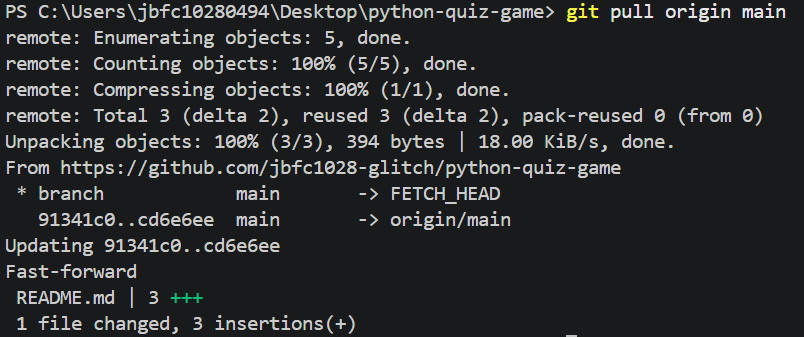 PS C:\Users\jbfc10280494\Desktop\python-quiz-game> git pull origin main
remote: Enumerating objects: 5, done.
remote: Counting objects: 100% (5/5), done.
remote: Compressing objects: 100% (1/1), done.
remote: Total 3 (delta 2), reused 3 (delta 2), pack-reused 0 (from 0)
Unpacking objects: 100% (3/3), 394 bytes | 18.00 KiB/s, done.
From https://github.com/jbfc1028-glitch/python-quiz-game
 * branch            main       -> FETCH_HEAD
   91341c0..cd6e6ee  main       -> origin/main
Updating 91341c0..cd6e6ee
Fast-forward
 README.md | 3 +++
 1 file changed, 3 insertions(+)